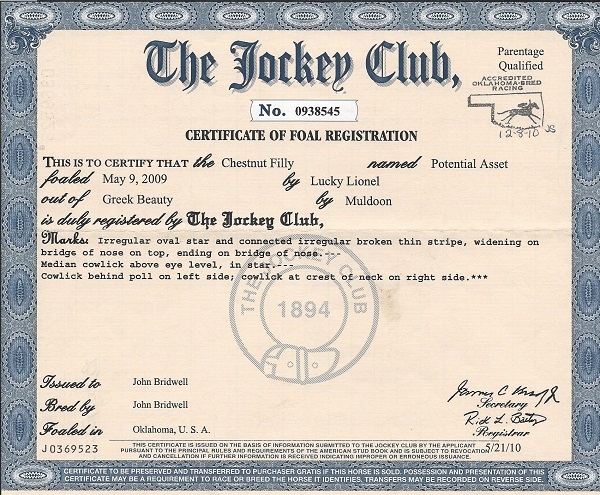 The Jockey Club,
Parentage
Qualified
ACCREDITED
OKLAHOMA-BRED
RACING
12-8-10 JS
No. 0938545
CERTIFICATE OF FOAL REGISTRATION
THIS IS TO CERTIFY THAT the Chestnut Filly named Potential Asset
foaled May 9, 2009 by Lucky Lionel
out of Greek Beauty by Muldoon
is duly registered by The Jockey Club,
Marks: Irregular oval star and connected irregular broken thin stripe, widening on
bridge of nose on top, ending on bridge of nose.---
Median cowlick above eye level, in star.--
Cowlick behind poll on left side; cowlick at crest of neck on right side.***
THE JOCKEY CLUB
1894
Issued to John Bridwell
Bred by John Bridwell
Foaled in Oklahoma, U. S. A.
Secretary
Registrar
J0369523
5/21/10
THIS CERTIFICATE IS ISSUED ON THE BASIS OF INFORMATION SUBMITTED TO THE JOCKEY CLUB BY THE APPLICANT
PURSUANT TO THE PRINCIPAL RULES AND REQUIREMENTS OF THE AMERICAN STUD BOOK AND IS SUBJECT TO REVOCATION
AND CANCELLATION IF FURTHER INFORMATION IS RECEIVED INDICATING IMPROPER OR ERRONEOUS ISSUANCE.
CERTIFICATE TO BE PRESERVED AND TRANSFERRED TO PURCHASER GRATIS IF THIS HORSE IS SOLD. POSSESSION AND PRESENTATION OF THIS
CERTIFICATE MAY BE A REQUIREMENT TO RACE OR BREED THE HORSE IT IDENTIFIES. TRANSFERS MAY BE RECORDED ON REVERSE SIDE.